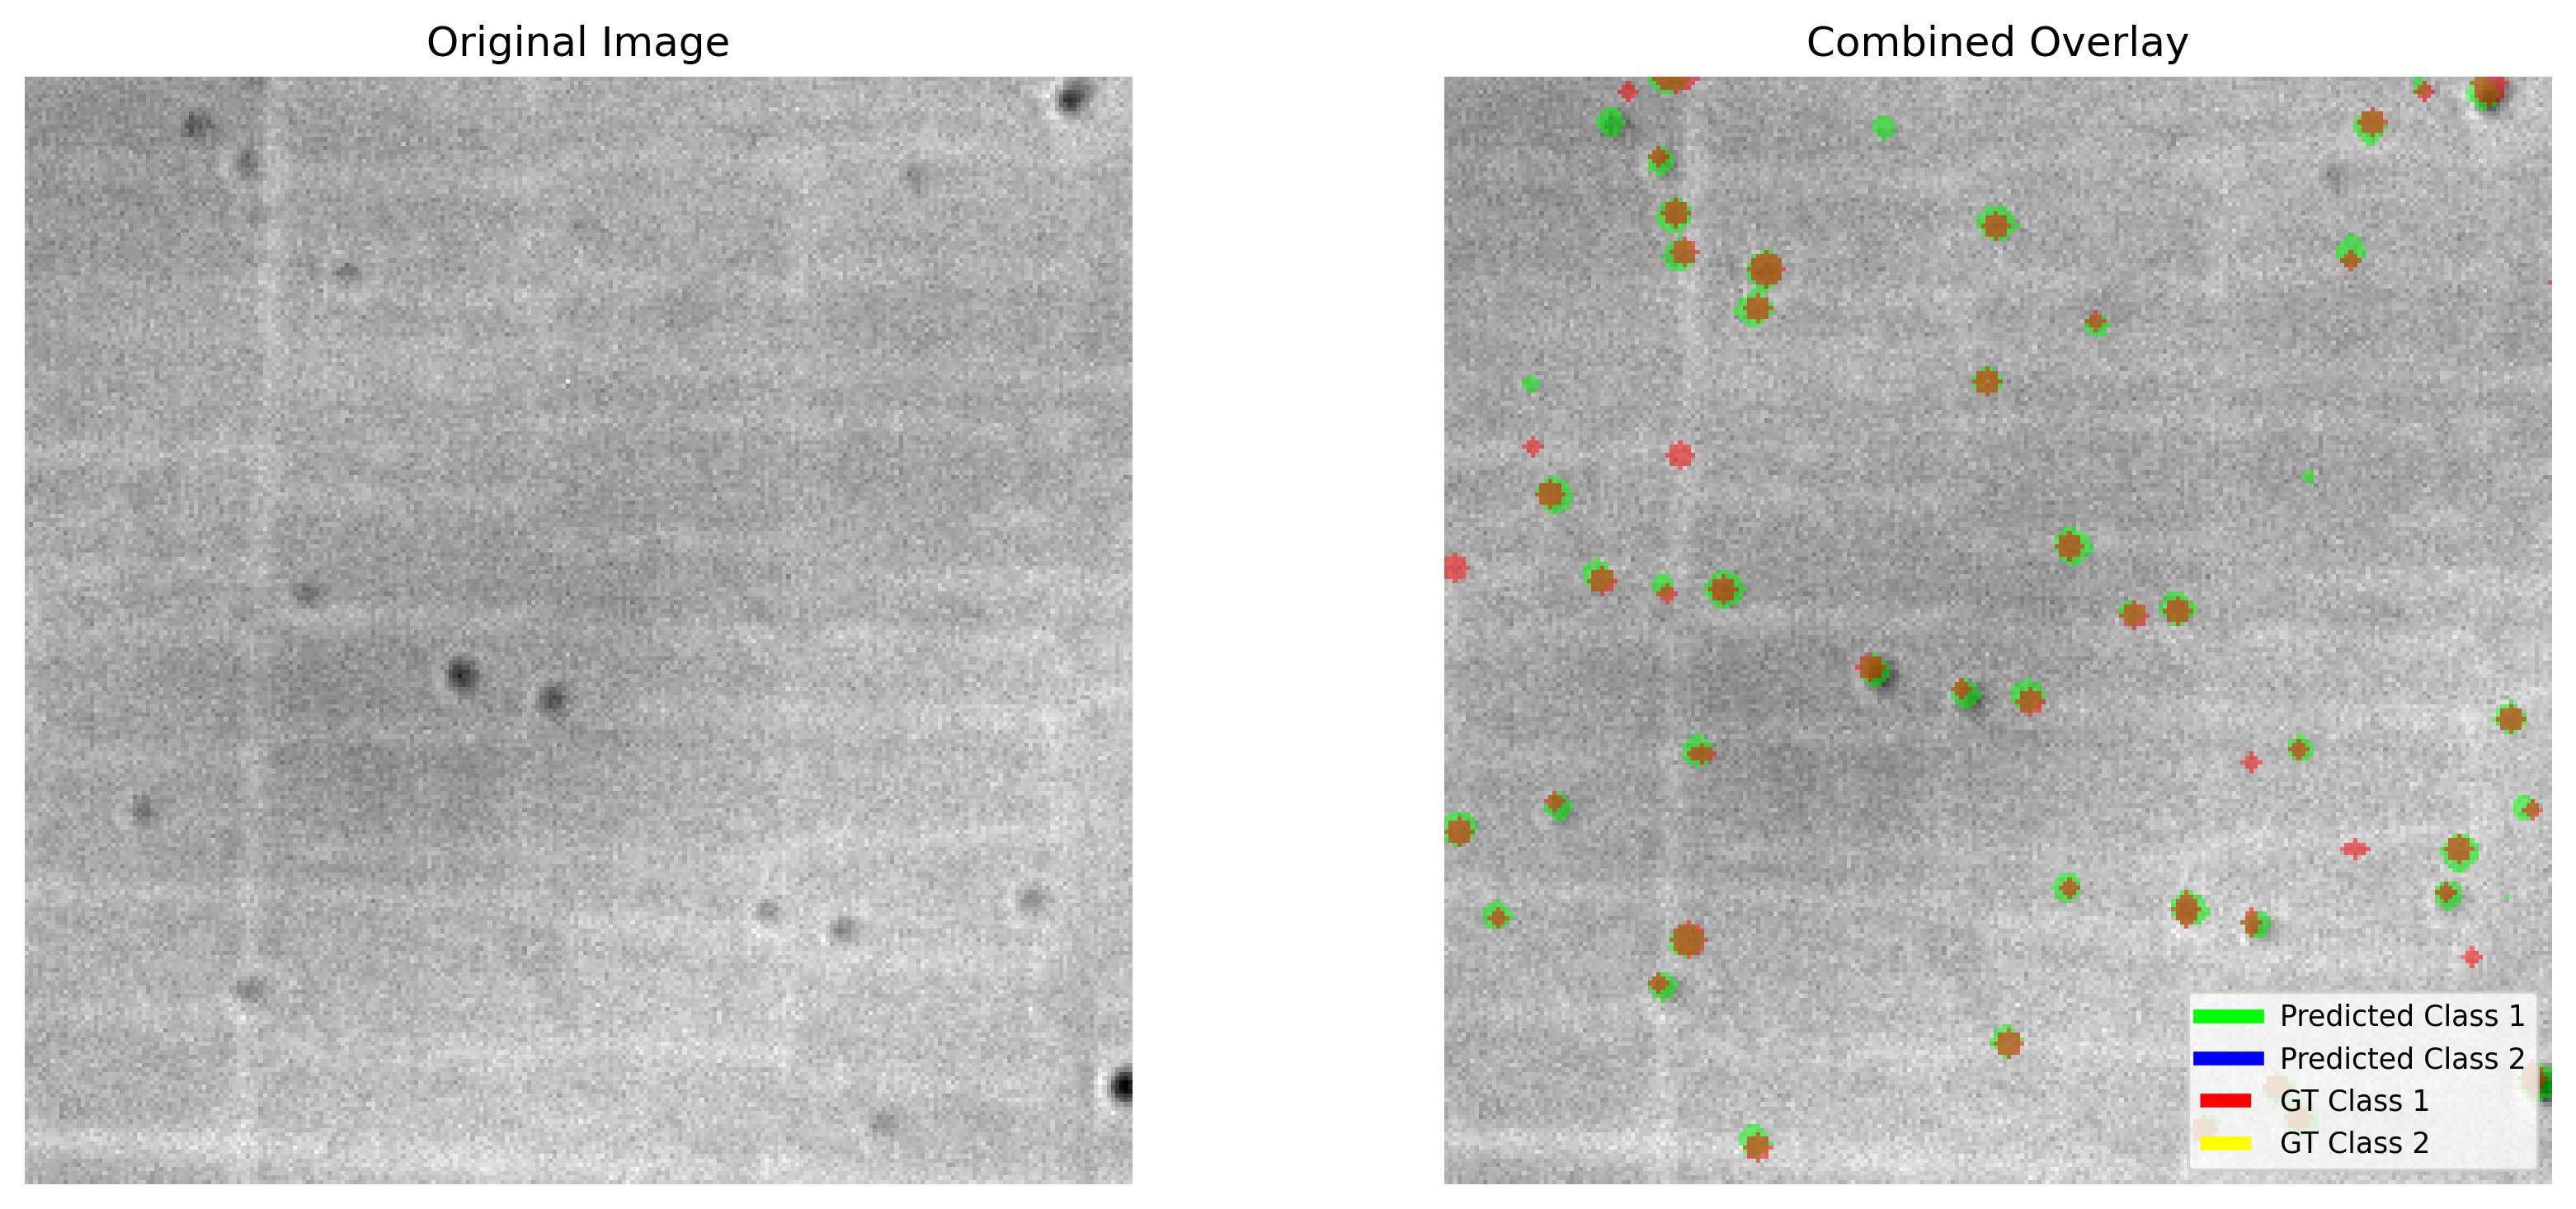 Original Image
Combined Overlay
Predicted Class 1
Predicted Class 2
GT Class 1
GT Class 2